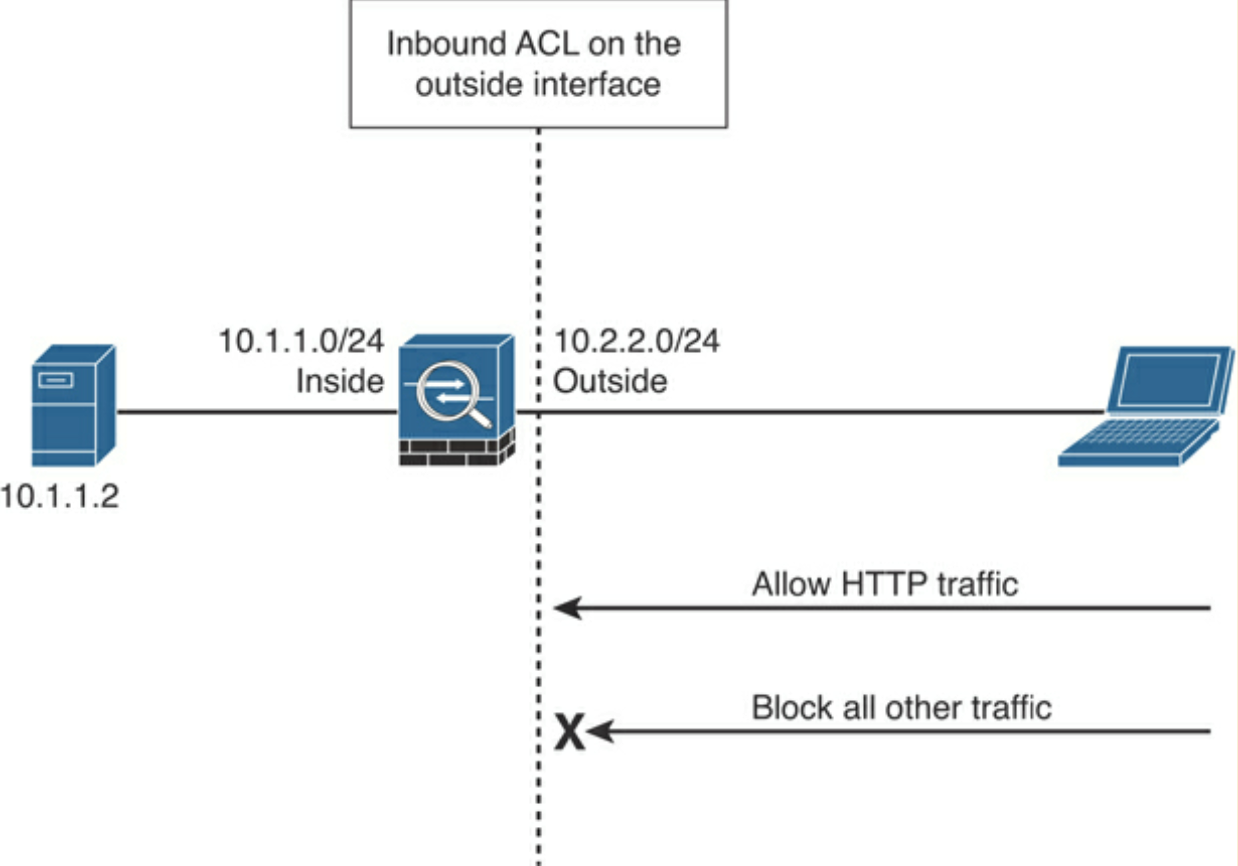 Inbound ACL on the
outside interface
10.1.1.0/24
Inside
10.2.2.0/24
Outside
10.1.1.2
Allow HTTP traffic
Block all other traffic
X